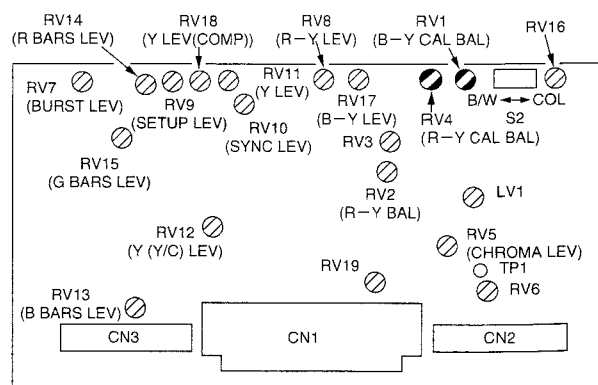 RV14
(R BARS LEV)
RV18
(Y LEV(COMP))
RV8
(R−Y LEV)
RV1
(B−Y CAL BAL)
RV16
RV7
(BURST LEV)
RV9
(SETUP LEV)
RV11
(Y LEV)
RV10
(SYNC LEV)
RV17
(B−Y LEV)
RV4
(R−Y CAL BAL)
B/W ↔ COL
S2
RV3
RV15
(G BARS LEV)
RV2
(R−Y BAL)
LV1
RV12
(Y (Y/C) LEV)
RV5
(CHROMA LEV)
TP1
RV19
RV6
RV13
(B BARS LEV)
CN3
CN1
CN2